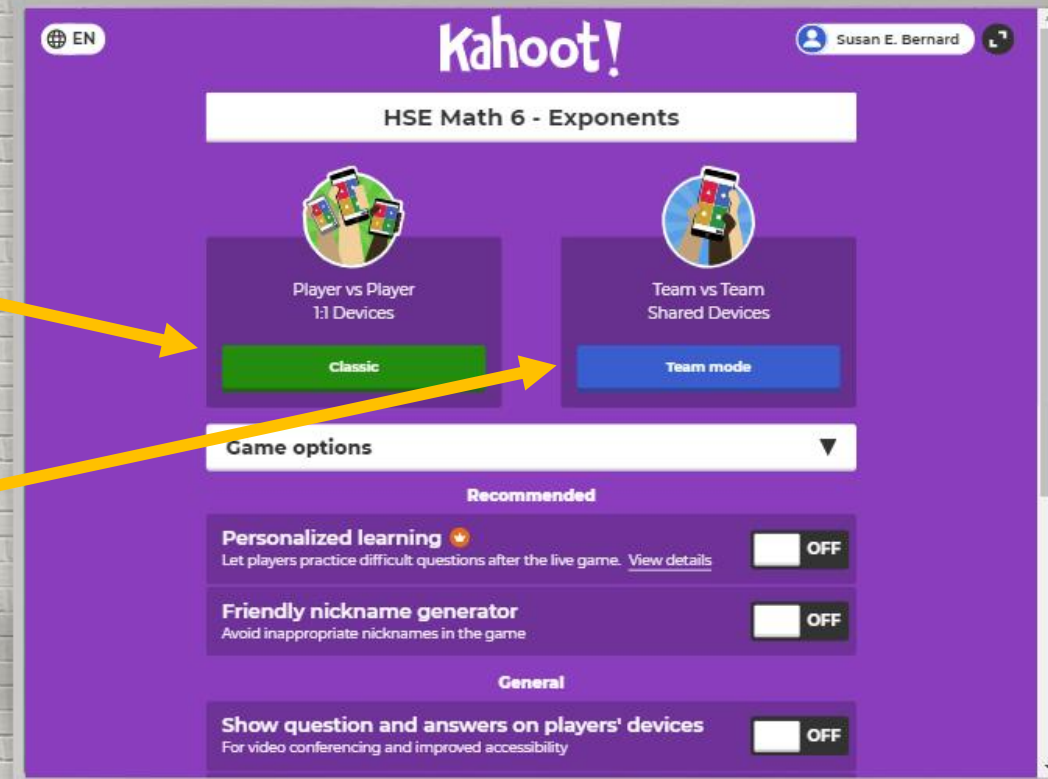 EN
Kahoot!
Susan E. Bernard
HSE Math 6 - Exponents
Player vs Player
1:1 Devices
Classic
Team vs Team
Shared Devices
Team mode
Game options
Recommended
Personalized learning
Let players practice difficult questions after the live game. View details
OFF
Friendly nickname generator
Avoid inappropriate nicknames in the game
OFF
General
Show question and answers on players' devices
For video conferencing and improved accessibility
OFF